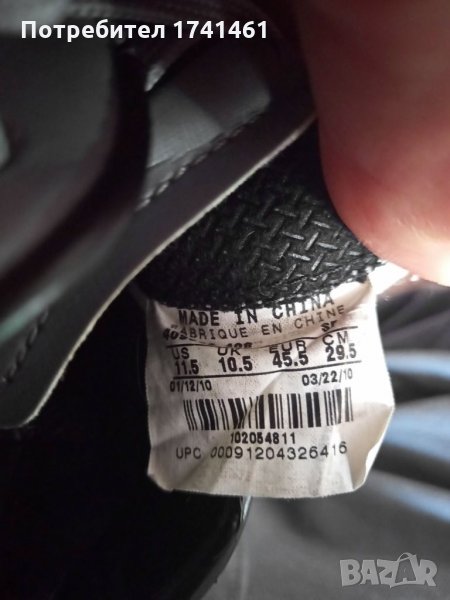 Потребител 1741461
MADE IN CHINA
FABRIQUE EN CHINE
US UK EUR CM
11.5 10.5 45.5 29.5
01/12/10 03/22/10
102054811
UPC 00091204326416
BAZAR